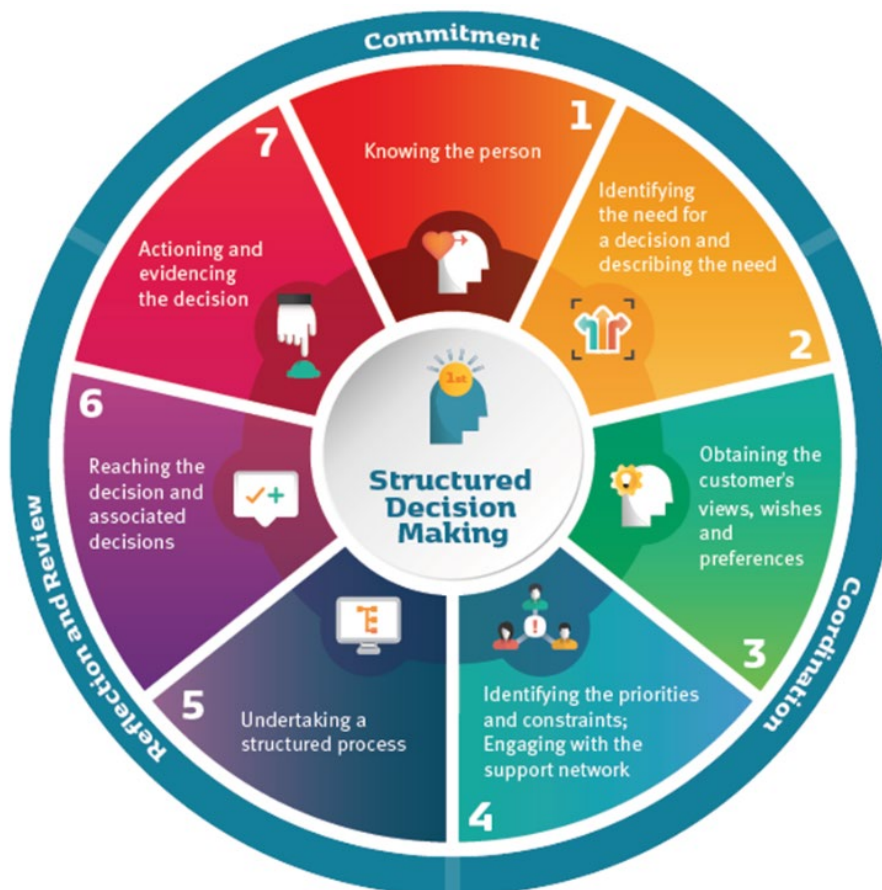 Commitment
1
Knowing the person
Identifying
the need for
a decision and
describing the need
2
Obtaining the
customer's
views, wishes
and
preferences
3
Identifying the priorities
and constraints;
Engaging with the
support network
4
Undertaking a
structured process
5
Reaching the
decision and
associated
decisions
6
Actioning and
evidencing
the decision
7
1st
Structured
Decision
Making
!
Coordination
Reflection and Review